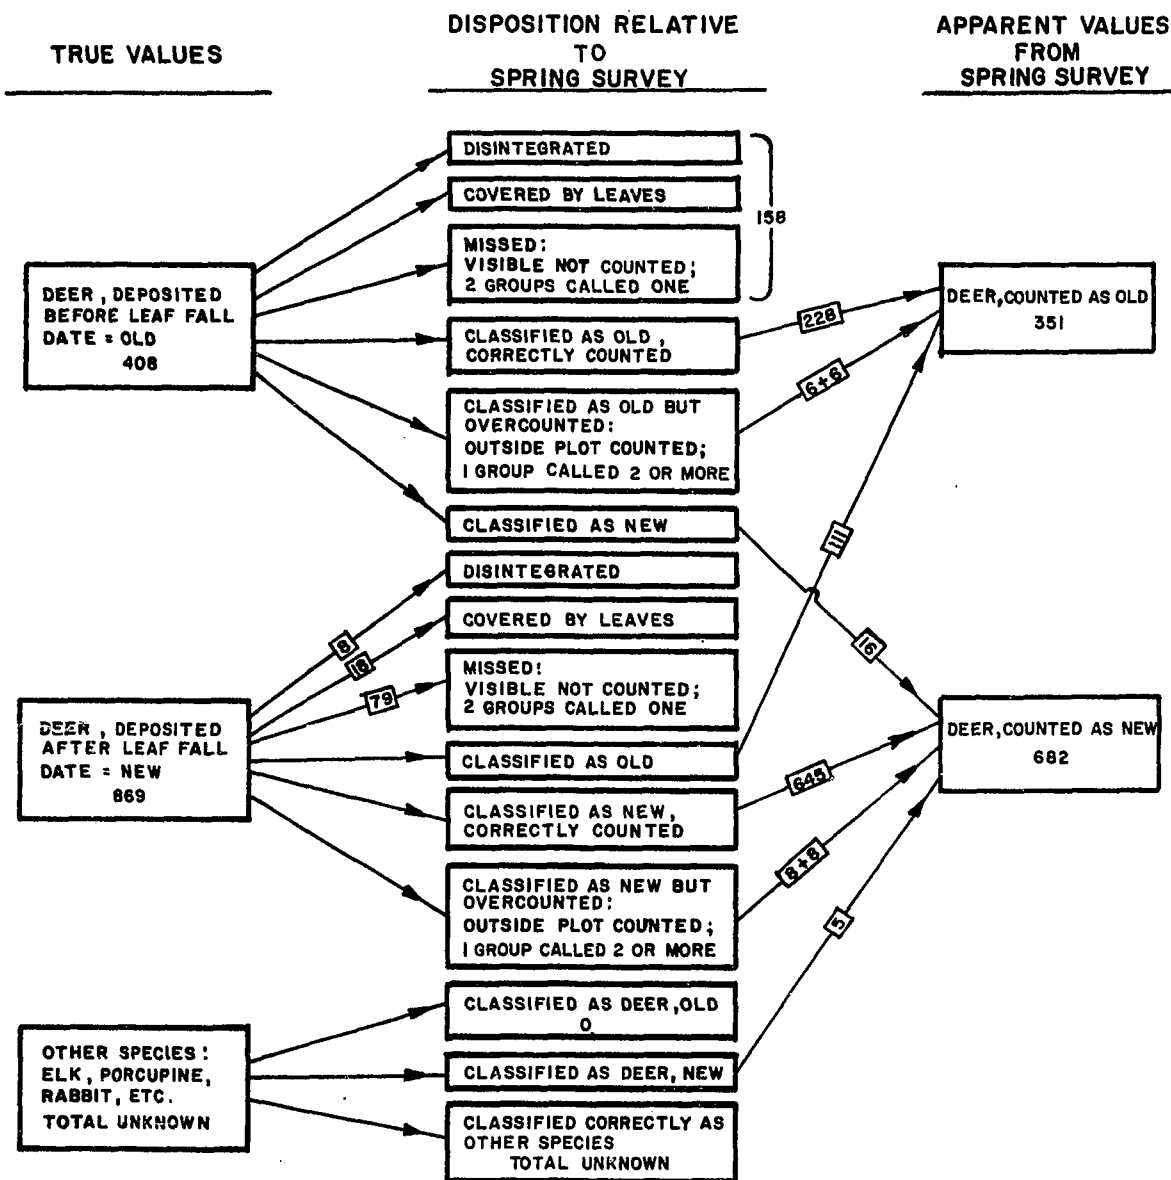 TRUE VALUES
DISPOSITION RELATIVE
TO
SPRING SURVEY
APPARENT VALUES
FROM
SPRING SURVEY
DEER, DEPOSITED
BEFORE LEAF FALL
DATE = OLD
408
DISINTEGRATED
COVERED BY LEAVES
MISSED:
VISIBLE NOT COUNTED;
2 GROUPS CALLED ONE
158
CLASSIFIED AS OLD,
CORRECTLY COUNTED
228
CLASSIFIED AS OLD BUT
OVERCOUNTED:
OUTSIDE PLOT COUNTED;
1 GROUP CALLED 2 OR MORE
6+6
CLASSIFIED AS NEW
DEER, COUNTED AS OLD
351
111
16
DEER, DEPOSITED
AFTER LEAF FALL
DATE = NEW
869
8
18
79
DISINTEGRATED
COVERED BY LEAVES
MISSED:
VISIBLE NOT COUNTED;
2 GROUPS CALLED ONE
CLASSIFIED AS OLD
CLASSIFIED AS NEW,
CORRECTLY COUNTED
645
CLASSIFIED AS NEW BUT
OVERCOUNTED:
OUTSIDE PLOT COUNTED;
1 GROUP CALLED 2 OR MORE
8+8
5
DEER, COUNTED AS NEW
682
OTHER SPECIES:
ELK, PORCUPINE,
RABBIT, ETC.
TOTAL UNKNOWN
CLASSIFIED AS DEER, OLD
0
CLASSIFIED AS DEER, NEW
CLASSIFIED CORRECTLY AS
OTHER SPECIES
TOTAL UNKNOWN